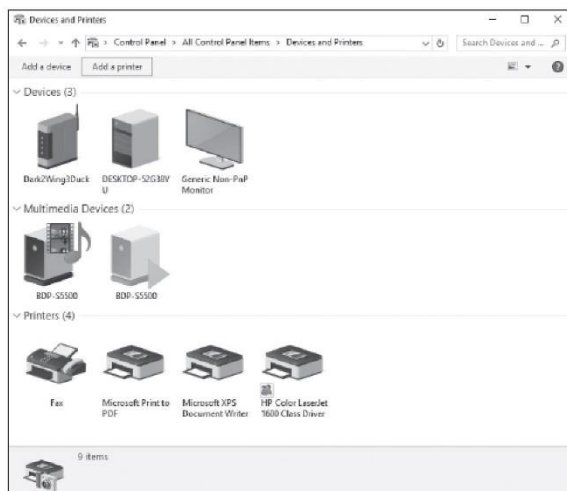 Devices and Printers
Control Panel > All Control Panel Items > Devices and Printers
Search Devices and ...
Add a device
Add a printer
Devices (3)
Dark2Wing3Duck
DESKTOP-S2G38V
U
Generic Non-PnP
Monitor
Multimedia Devices (2)
BDP-S5500
BDP-S5500
Printers (4)
Fax
Microsoft Print to
PDF
Microsoft XPS
Document Writer
HP Color LaserJet
1600 Class Driver
9 items